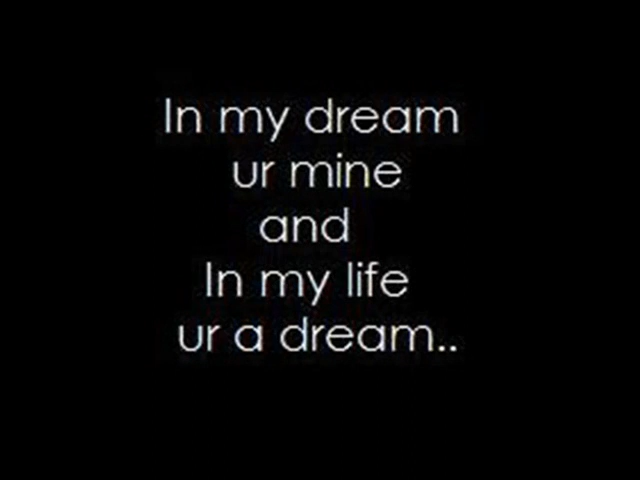 In my dream
ur mine
and
In my life
ur a dream..